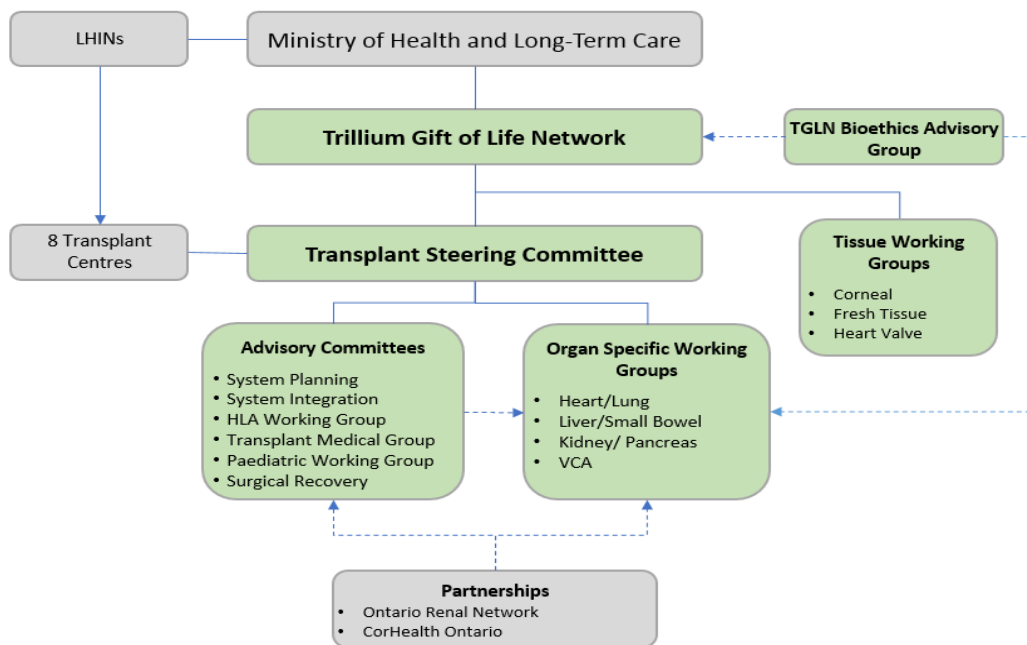 LHINs
Ministry of Health and Long-Term Care
Trillium Gift of Life Network
TGLN Bioethics Advisory
Group
8 Transplant
Centres
Transplant Steering Committee
Tissue Working
Groups
• Corneal
• Fresh Tissue
• Heart Valve
Advisory Committees
• System Planning
• System Integration
• HLA Working Group
• Transplant Medical Group
• Paediatric Working Group
• Surgical Recovery
Organ Specific Working
Groups
• Heart/Lung
• Liver/Small Bowel
• Kidney/ Pancreas
• VCA
Partnerships
• Ontario Renal Network
• CorHealth Ontario